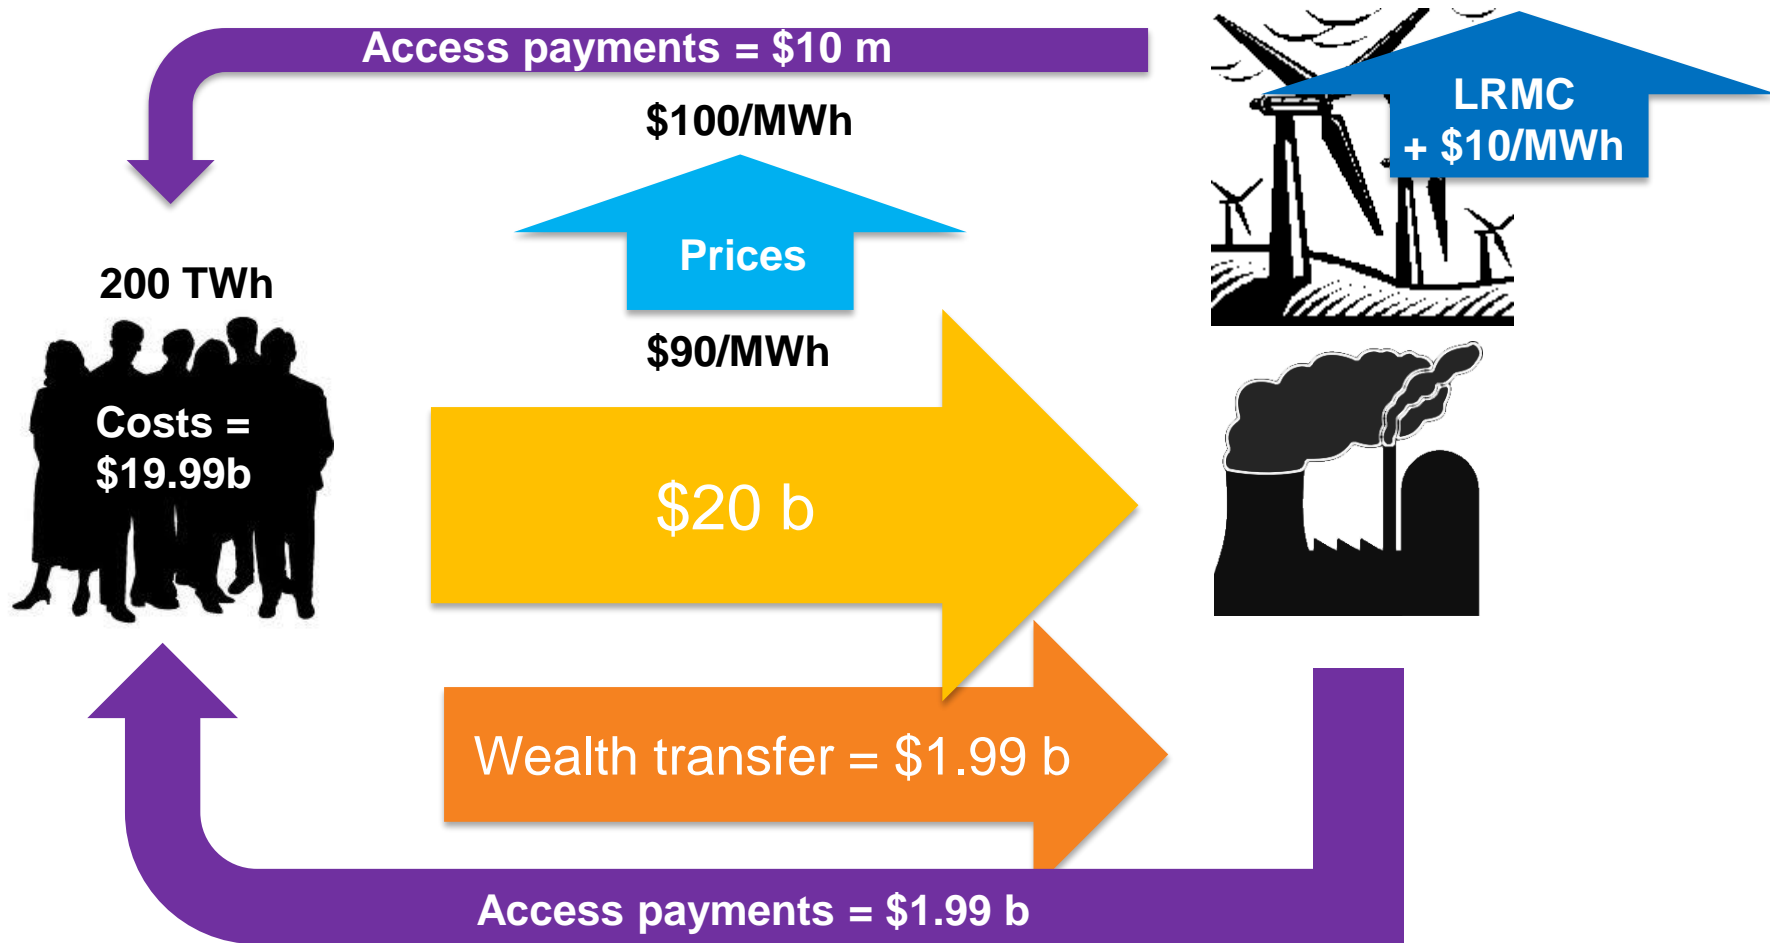 Access payments = $10 m
LRMC
+ $10/MWh
$100/MWh
Prices
200 TWh
$90/MWh
Costs =
$19.99b
$20 b
Wealth transfer = $1.99 b
Access payments = $1.99 b